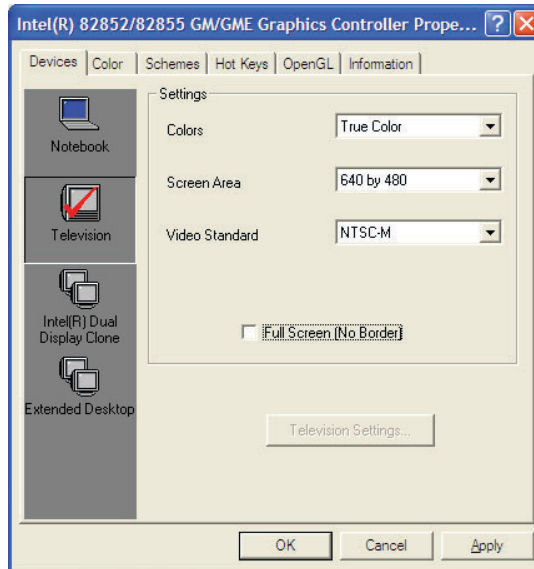 Intel(R) 82852/82855 GM/GME Graphics Controller Prope...
Devices
Color
Schemes
Hot Keys
OpenGL
Information
Notebook
Television
Intel(R) Dual
Display Clone
Extended Desktop
Settings
Colors
True Color
Screen Area
640 by 480
Video Standard
NTSC-M
Full Screen (No Border)
Television Settings...
OK
Cancel
Apply